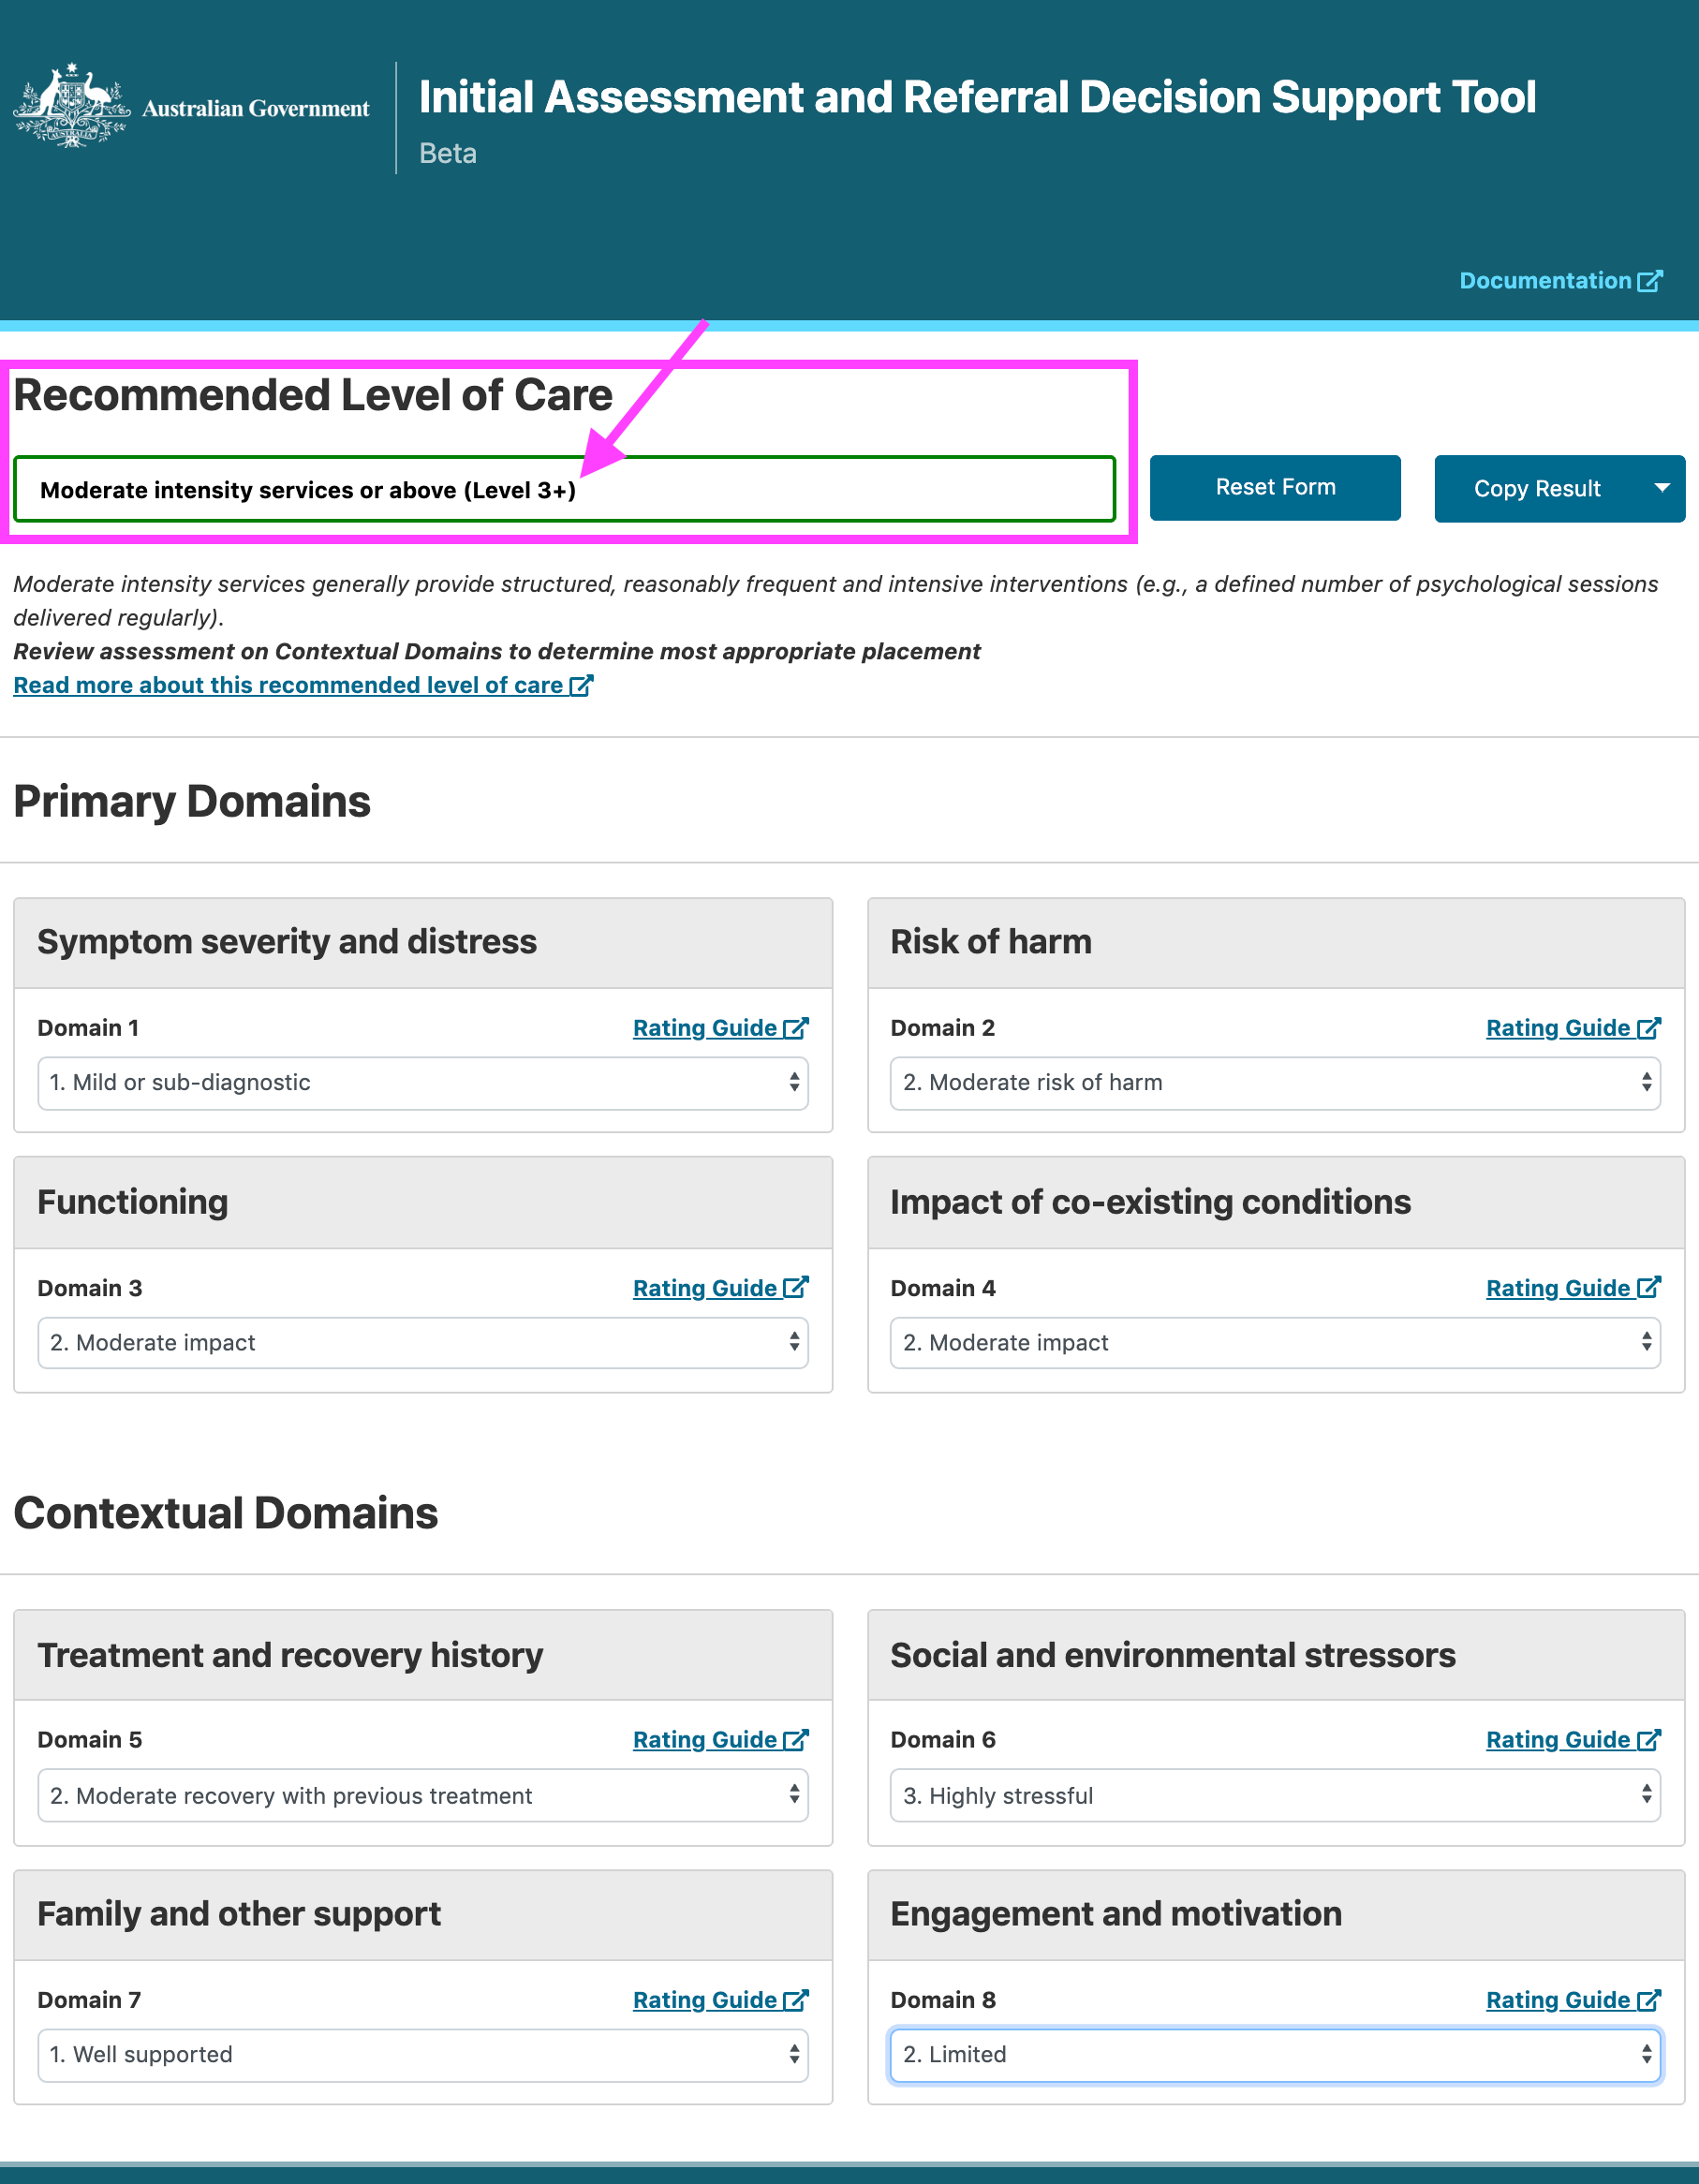 Australian Government
Initial Assessment and Referral Decision Support Tool
Beta
Documentation
Recommended Level of Care
Moderate intensity services or above (Level 3+)
Reset Form
Copy Result
Moderate intensity services generally provide structured, reasonably frequent and intensive interventions (e.g., a defined number of psychological sessions
delivered regularly).
Review assessment on Contextual Domains to determine most appropriate placement
Read more about this recommended level of care
Primary Domains
Symptom severity and distress
Domain 1
Rating Guide
1. Mild or sub-diagnostic
Risk of harm
Domain 2
Rating Guide
2. Moderate risk of harm
Functioning
Domain 3
Rating Guide
2. Moderate impact
Impact of co-existing conditions
Domain 4
Rating Guide
2. Moderate impact
Contextual Domains
Treatment and recovery history
Domain 5
Rating Guide
2. Moderate recovery with previous treatment
Social and environmental stressors
Domain 6
Rating Guide
3. Highly stressful
Family and other support
Domain 7
Rating Guide
1. Well supported
Engagement and motivation
Domain 8
Rating Guide
2. Limited